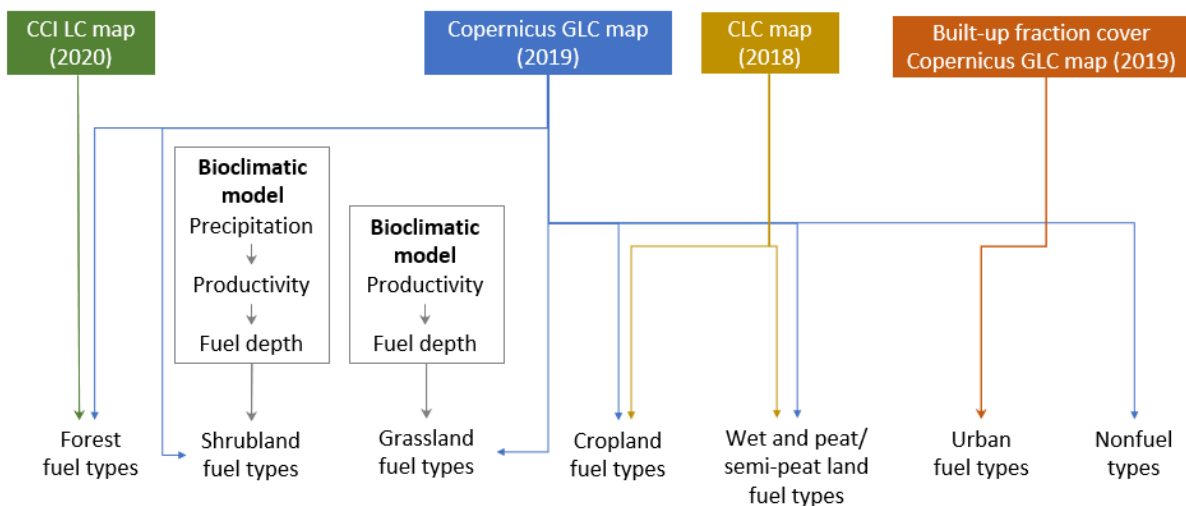 CCI LC map
(2020)
Copernicus GLC map
(2019)
CLC map
(2018)
Built-up fraction cover
Copernicus GLC map (2019)
Bioclimatic
model
Precipitation
Productivity
Fuel depth
Bioclimatic
model
Productivity
Fuel depth
Forest
fuel types
Shrubland
fuel types
Grassland
fuel types
Cropland
fuel types
Wet and peat/
semi-peat land
fuel types
Urban
fuel types
Nonfuel
types